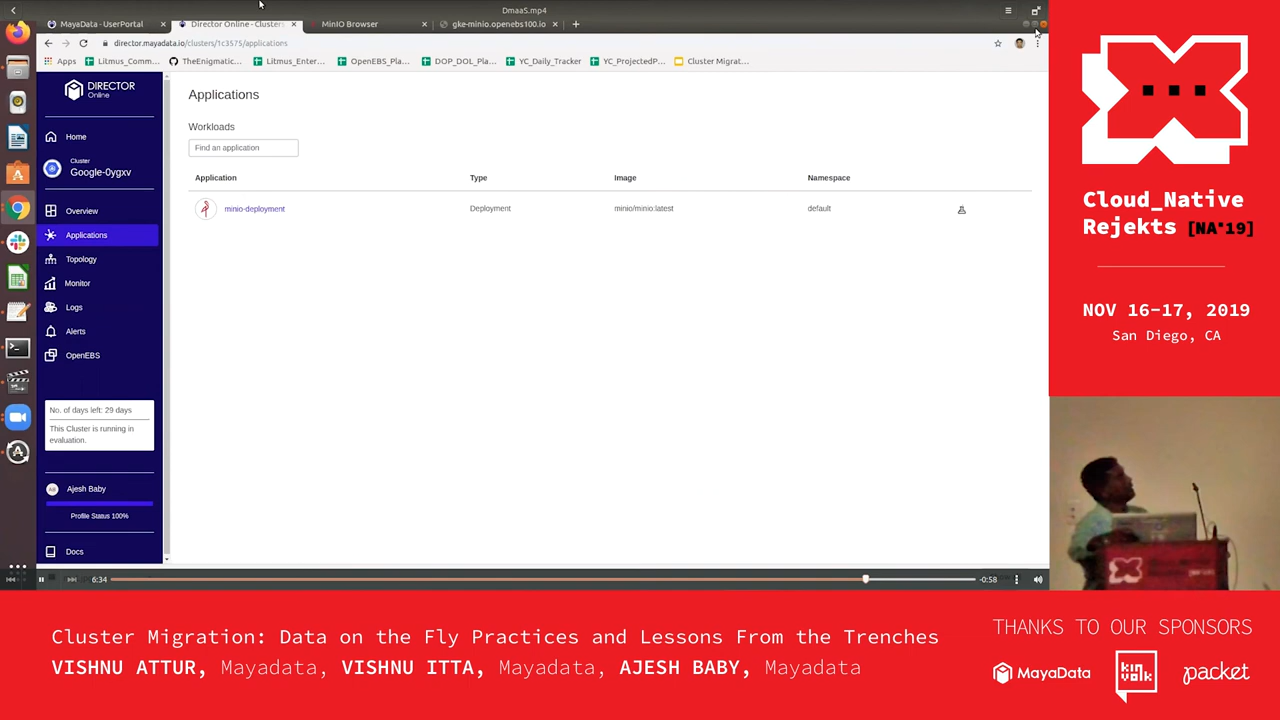 DmaaS.mp4
MayaData - UserPortal
Director Online - Cluster
MinIO Browser
gke-minio.openebs100.io
director.mayadata.io/clusters/1c3575/applications
Apps
Litmus_Comm...
TheEnigmatic...
Litmus_Enter...
OpenEBS_Pla...
DOP_DOL_Pla...
YC_Daily_Tracker
YC_ProjectedP...
Cluster Migrat...
DIRECTOR
Online
Home
Cluster
Google-0ygxv
Overview
Applications
Topology
Monitor
Logs
Alerts
OpenEBS
No. of days left: 29 days
This Cluster is running in
evaluation.
AB
Ajesh Baby
Profile Status 100%
Docs
Applications
Workloads
Find an application
Application
Type
Image
Namespace
minio-deployment
Deployment
minio/minio:latest
default
6:34
-0:58
Cloud_Native
Rejekts [NA'19]
NOV 16-17, 2019
San Diego, CA
Cluster Migration: Data on the Fly Practices and Lessons From the Trenches
VISHNU ATTUR, Mayadata, VISHNU ITTA, Mayadata, AJESH BABY, Mayadata
THANKS TO OUR SPONSORS
MayaData
kinvolk
packet